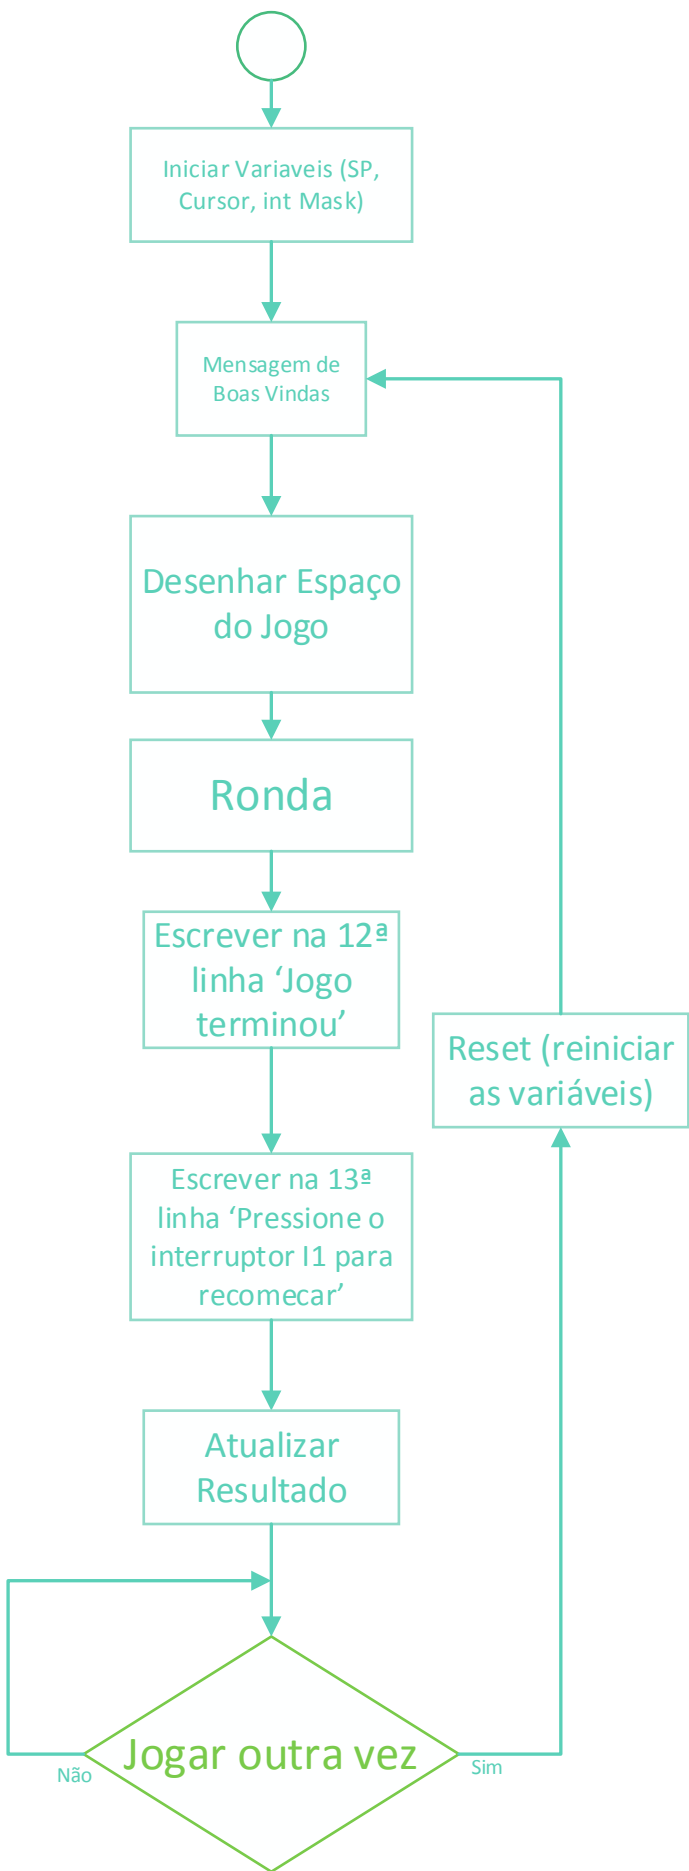 Iniciar Variaveis (SP,
Cursor, int Mask)
Mensagem de
Boas Vindas
Desenhar Espaço
do Jogo
Ronda
Escrever na 12ª
linha ‘Jogo
terminou’
Reset (reiniciar
as variáveis)
Escrever na 13ª
linha ‘Pressione o
interruptor I1 para
recomecar’
Atualizar
Resultado
Jogar outra vez
Não
Sim